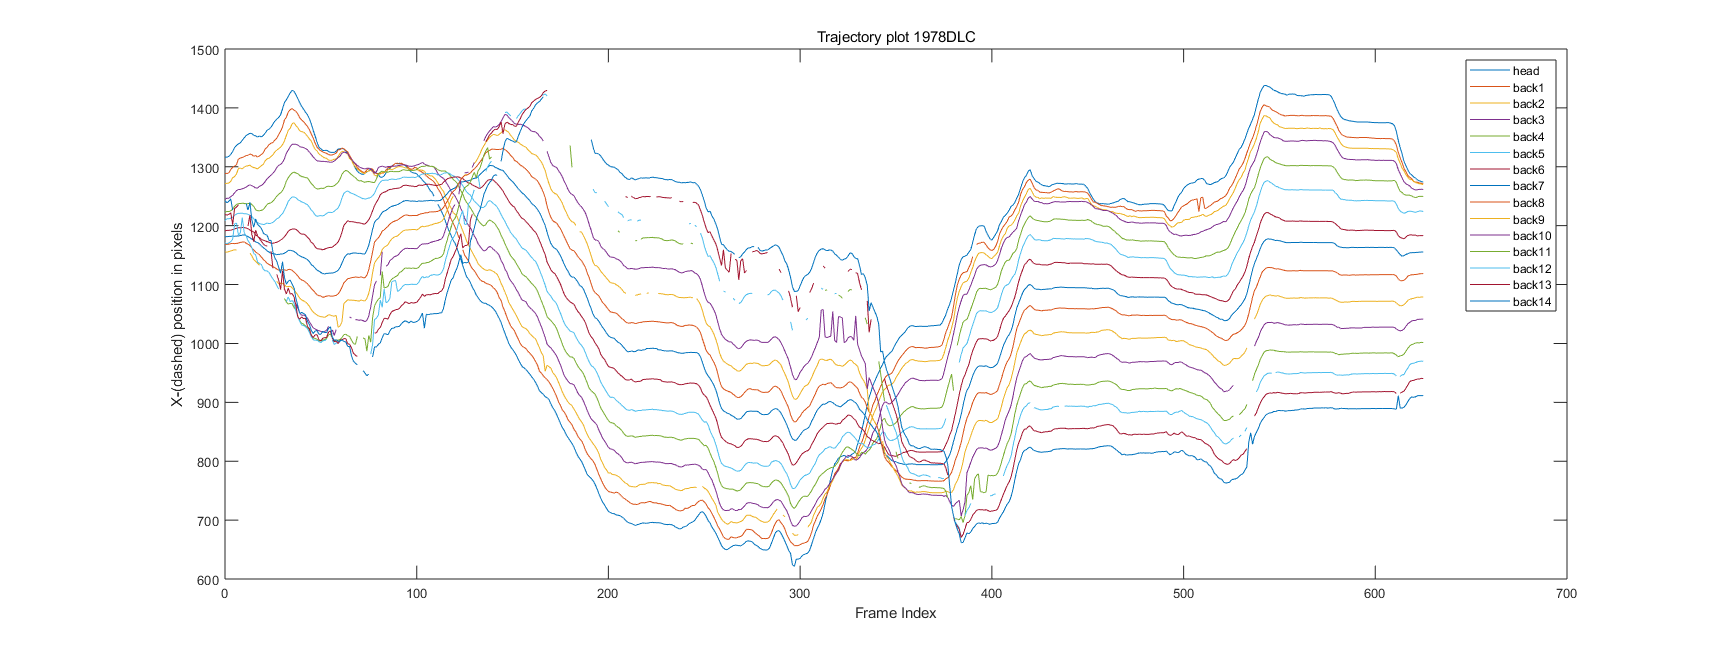 Trajectory plot 1978DLC
1500
1400
1300
1200
1100
1000
900
800
700
600
X-(dashed) position in pixels
0
100
200
300
400
500
600
700
Frame Index
head
back1
back2
back3
back4
back5
back6
back7
back8
back9
back10
back11
back12
back13
back14